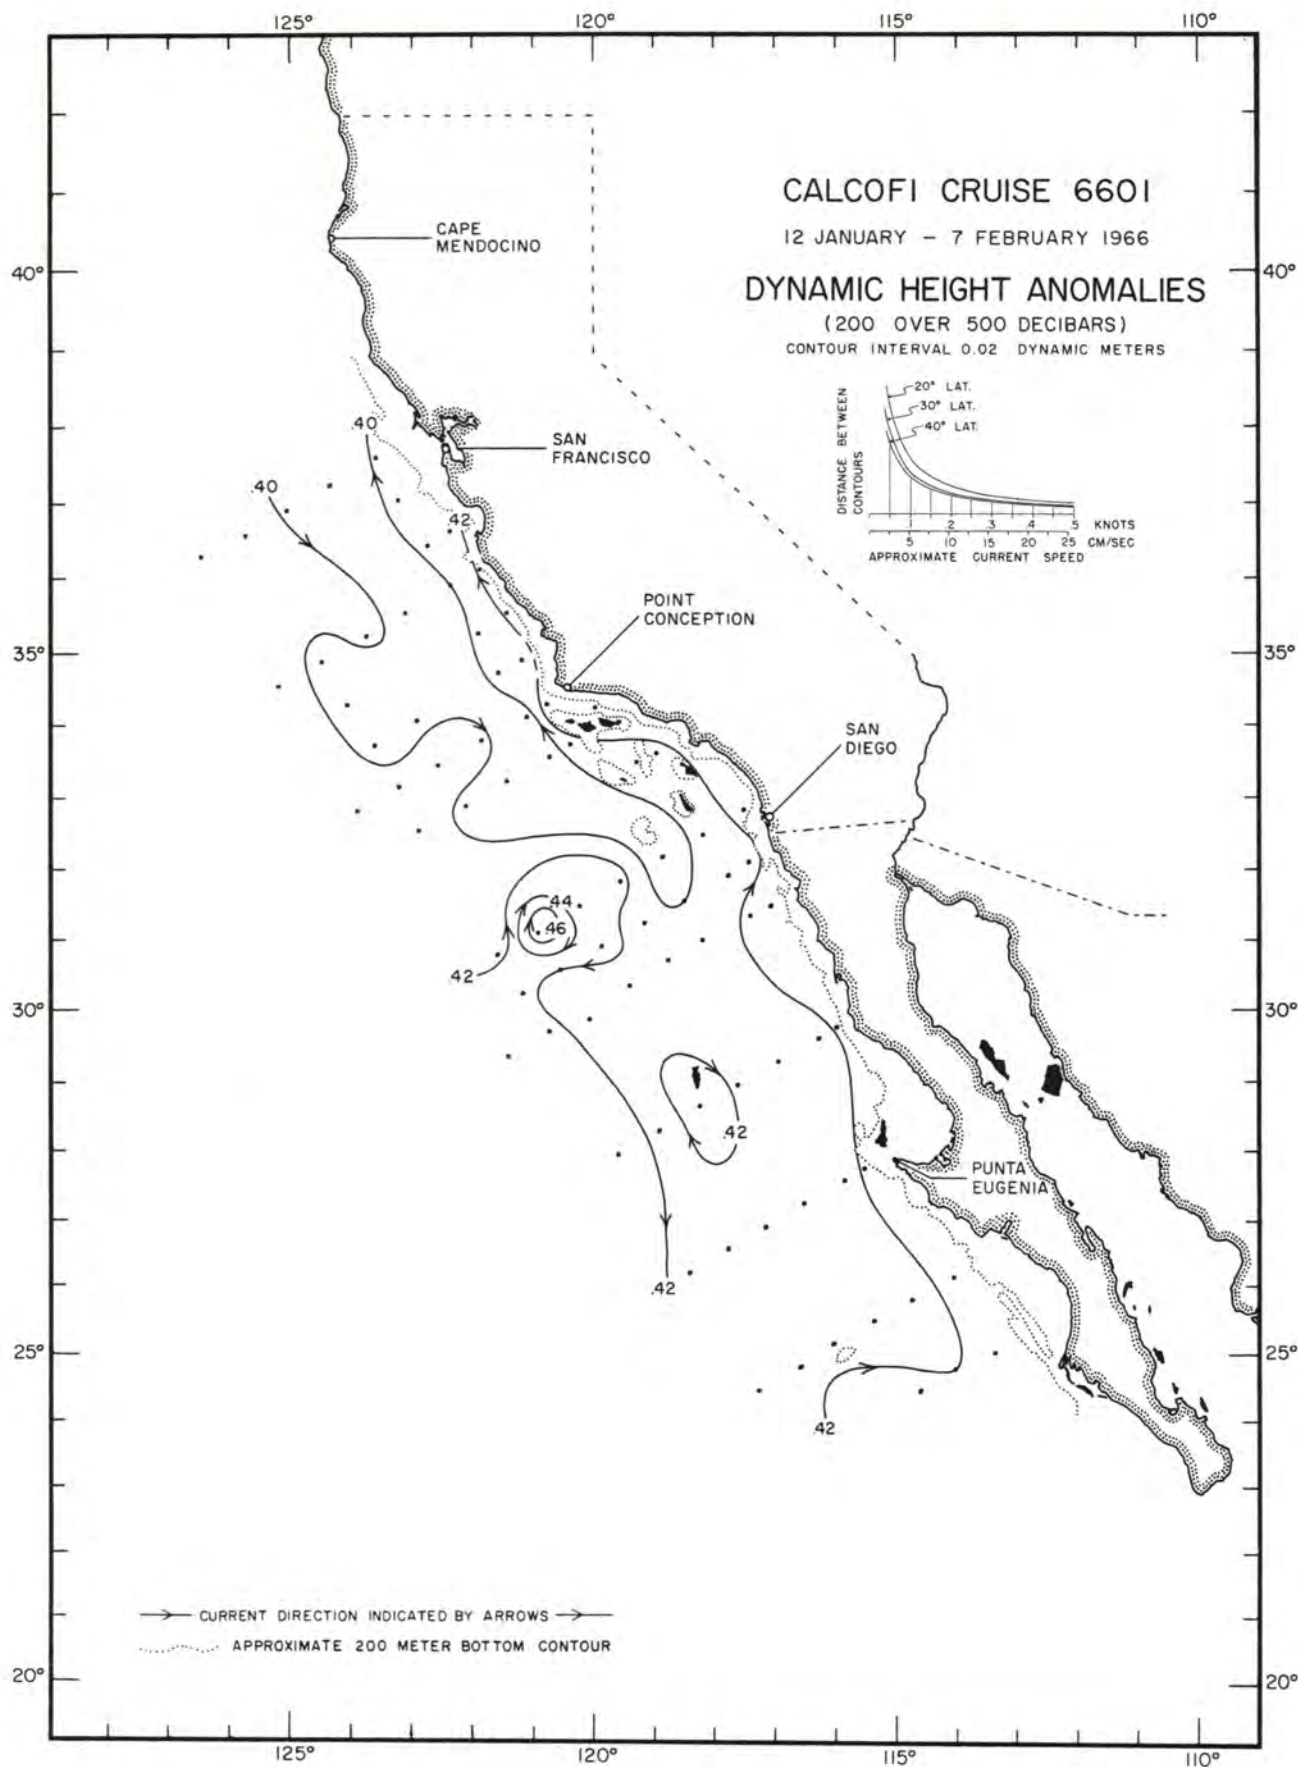 125°
120°
115°
110°
CALCOFI CRUISE 6601
12 JANUARY – 7 FEBRUARY 1966
CAPE
MENDOCINO
40°
40°
DYNAMIC HEIGHT ANOMALIES
(200 OVER 500 DECIBARS)
CONTOUR INTERVAL 0.02 DYNAMIC METERS
20° LAT.
30° LAT.
40° LAT.
DISTANCE BETWEEN
CONTOURS
.1 .2 .3 .4 .5 KNOTS
5 10 15 20 25 CM/SEC
APPROXIMATE CURRENT SPEED
.40
SAN
FRANCISCO
.40
.42
POINT
CONCEPTION
35°
35°
SAN
DIEGO
.44
.46
.42
30°
30°
.42
PUNTA
EUGENIA
.42
25°
25°
.42
CURRENT DIRECTION INDICATED BY ARROWS
APPROXIMATE 200 METER BOTTOM CONTOUR
20°
20°
125°
120°
115°
110°